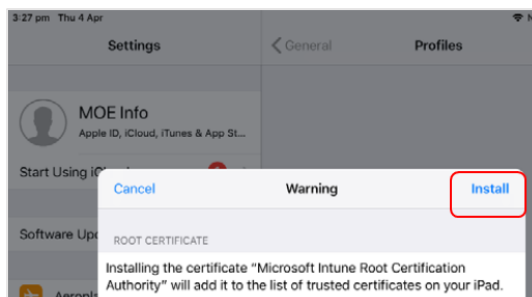 3:27 pm Thu 4 Apr
Settings
General
Profiles
MOE Info
Apple ID, iCloud, iTunes & App St...
Start Using
Cancel
Warning
Install
Software
ROOT CERTIFICATE
Installing the certificate "Microsoft Intune Root Certification
Authority" will add it to the list of trusted certificates on your iPad.